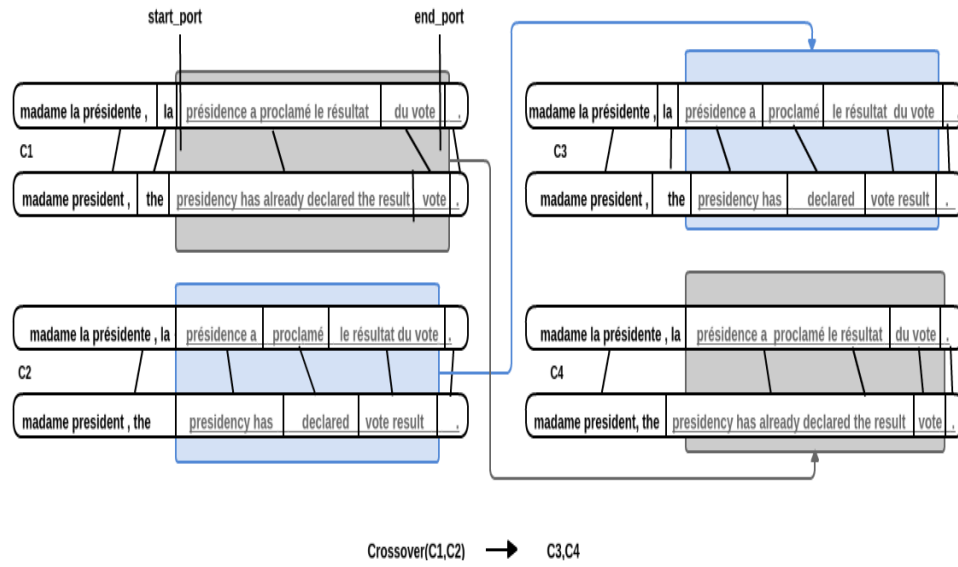 start_port end_port
madame la présidente , la présidence a proclamé le résultat du vote .
C1
madame president , the presidency has already declared the result vote .
madame la présidente , la présidence a proclamé le résultat du vote .
C3
madame president , the presidency has declared vote result .
madame la présidente , la présidence a proclamé le résultat du vote .
C2
madame president , the presidency has declared vote result .
madame la présidente , la présidence a proclamé le résultat du vote .
C4
madame president, the presidency has already declared the result vote .
Crossover(C1,C2) C3,C4